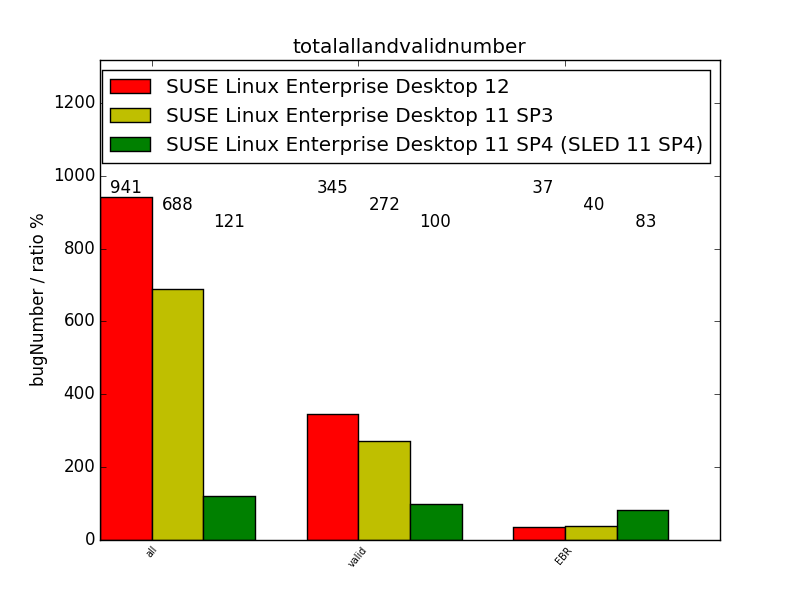 totalallandvalidnumber
SUSE Linux Enterprise Desktop 12
SUSE Linux Enterprise Desktop 11 SP3
SUSE Linux Enterprise Desktop 11 SP4 (SLED 11 SP4)
bugNumber / ratio %
1200
1000
800
600
400
200
0
941
688
121
345
272
100
37
40
83
all
valid
EBR